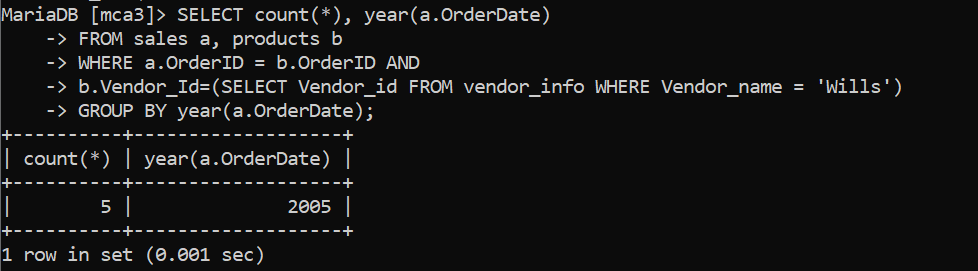 MariaDB [mca3]> SELECT count(*), year(a.OrderDate)
    -> FROM sales a, products b
    -> WHERE a.OrderID = b.OrderID AND
    -> b.Vendor_Id=(SELECT Vendor_id FROM vendor_info WHERE Vendor_name = 'Wills')
    -> GROUP BY year(a.OrderDate);
+----------+-------------------+
| count(*) | year(a.OrderDate) |
+----------+-------------------+
|        5 |              2005 |
+----------+-------------------+
1 row in set (0.001 sec)